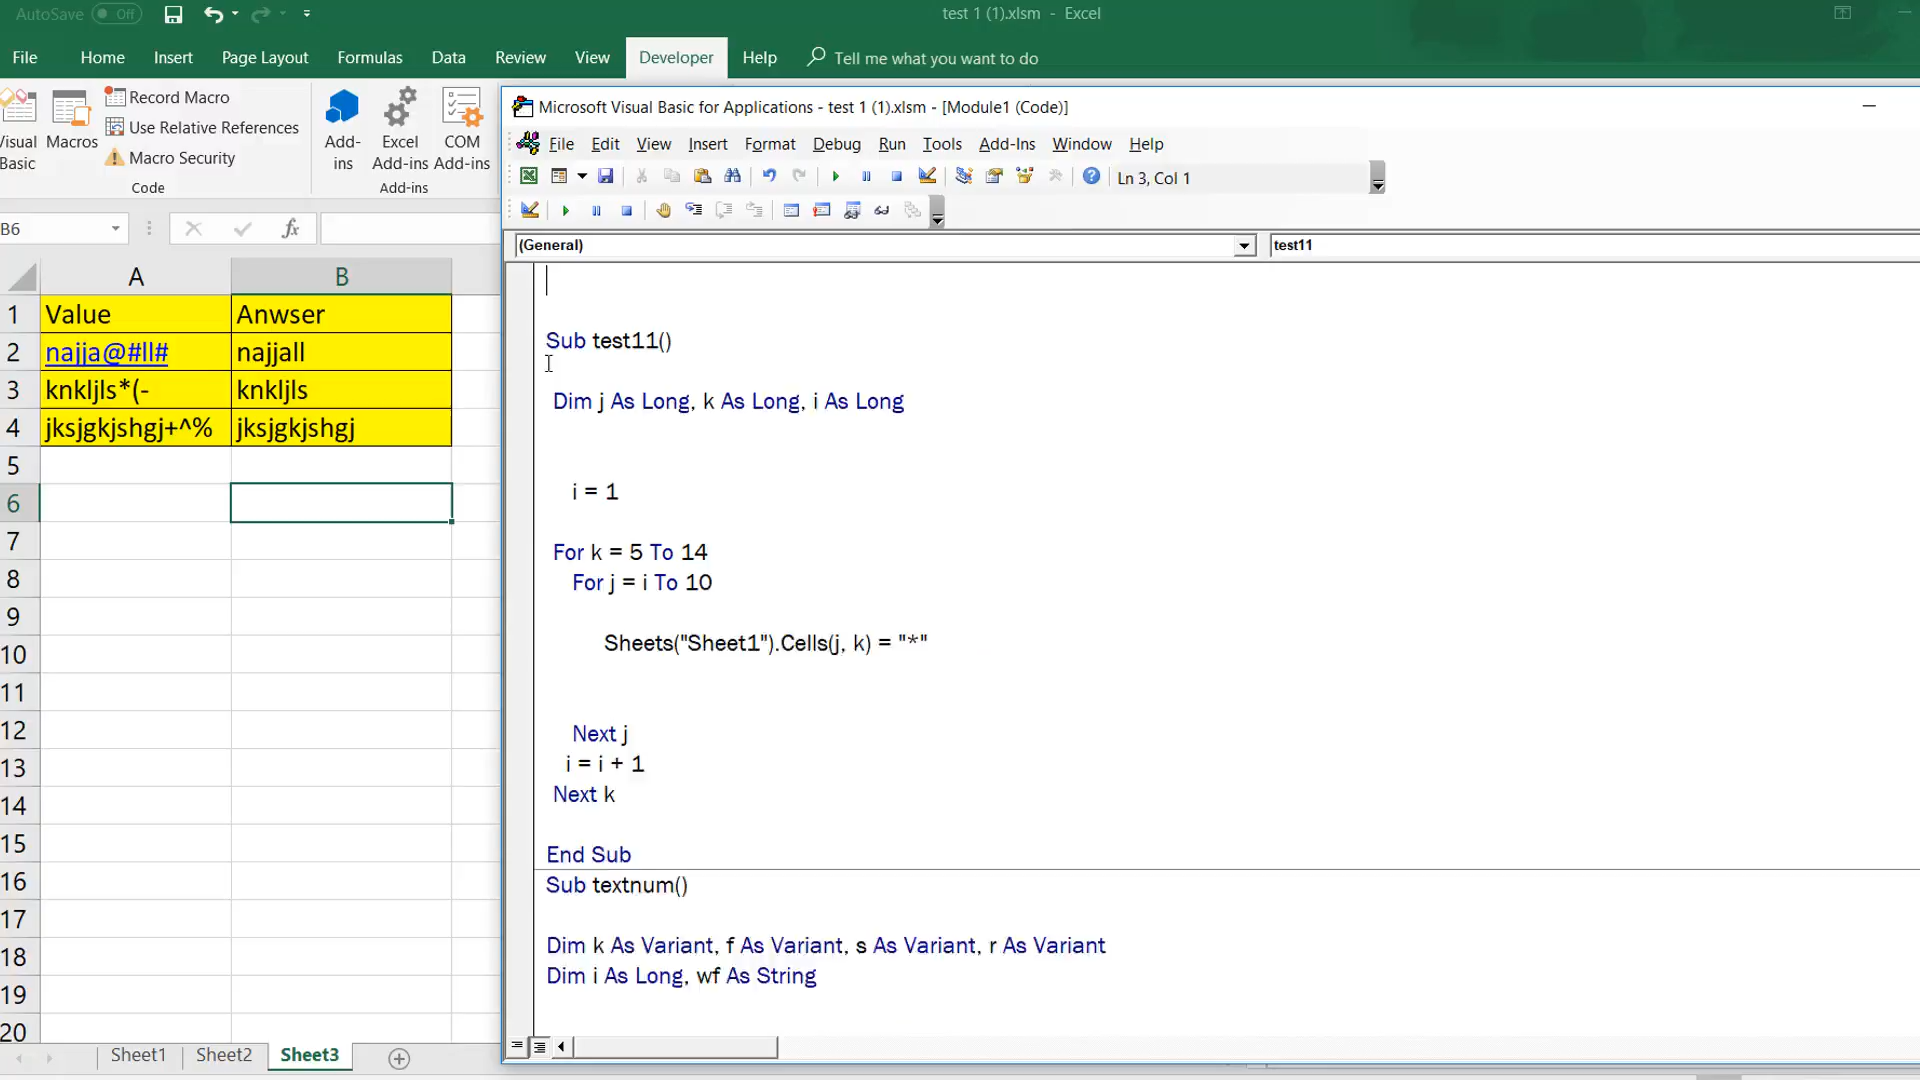 AutoSave Off
test 1 (1).xlsm - Excel
File Home Insert Page Layout Formulas Data Review View Developer Help Tell me what you want to do
Visual Basic
Macros
Record Macro
Use Relative References
Macro Security
Code
Add-ins
Excel Add-ins
COM Add-ins
Add-ins
Microsoft Visual Basic for Applications - test 1 (1).xlsm - [Module1 (Code)]
File Edit View Insert Format Debug Run Tools Add-Ins Window Help
Ln 3, Col 1
B6
fx
(General)
test11
A B
1 Value Anwser
2 najja@#ll# najjall
3 knkljls*(- knkljls
4 jksjgkjshgj+^% jksjgkjshgj
5
6
7
8
9
10
11
12
13
14
15
16
17
18
19
20
Sub test11()
Dim j As Long, k As Long, i As Long
i = 1
For k = 5 To 14
For j = i To 10
Sheets("Sheet1").Cells(j, k) = "*"
Next j
i = i + 1
Next k
End Sub
Sub textnum()
Dim k As Variant, f As Variant, s As Variant, r As Variant
Dim i As Long, wf As String
Sheet1 Sheet2 Sheet3